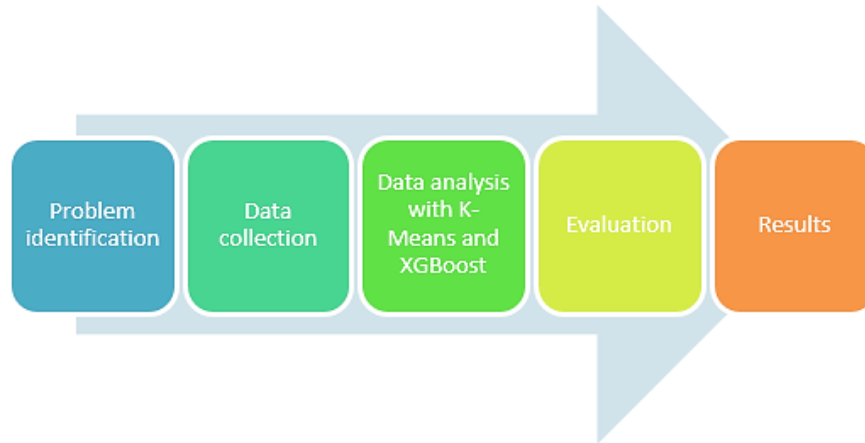 Problem
identification
Data
collection
Data analysis
with K-
Means and
XGBoost
Evaluation
Results